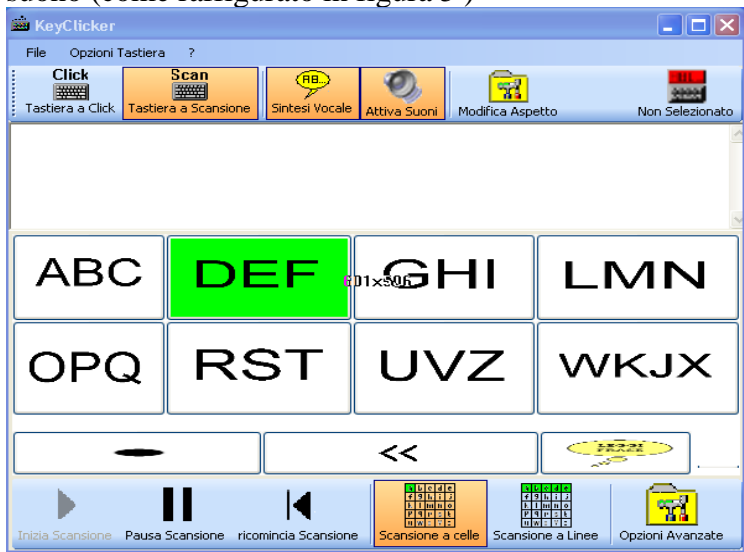 suono (come raffigurato in figura 3 )
KeyClicker
File Opzioni Tastiera ?
Click Scan AB..)
Tastiera a Click Tastiera a Scansione Sintesi Vocale Attiva Suoni Modifica Aspetto Non Selezionato
ABC DEF GHI LMN
OPQ RST UVZ WKJX
<<
Inizia Scansione Pausa Scansione ricomincia Scansione Scansione a celle Scansione a Linee Opzioni Avanzate